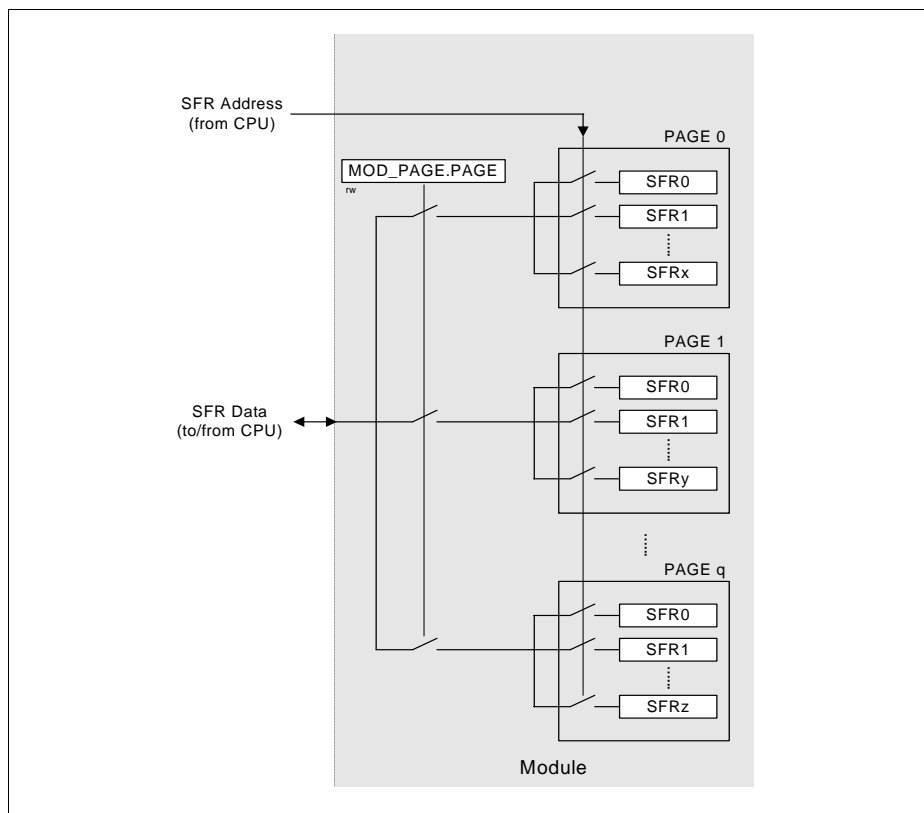 SFR Address
(from CPU)
PAGE 0
MOD_PAGE.PAGE
rw
SFR0
SFR1
SFRx
PAGE 1
SFR0
SFR Data
(to/from CPU)
SFR1
SFRy
PAGE q
SFR0
SFR1
SFRz
Module